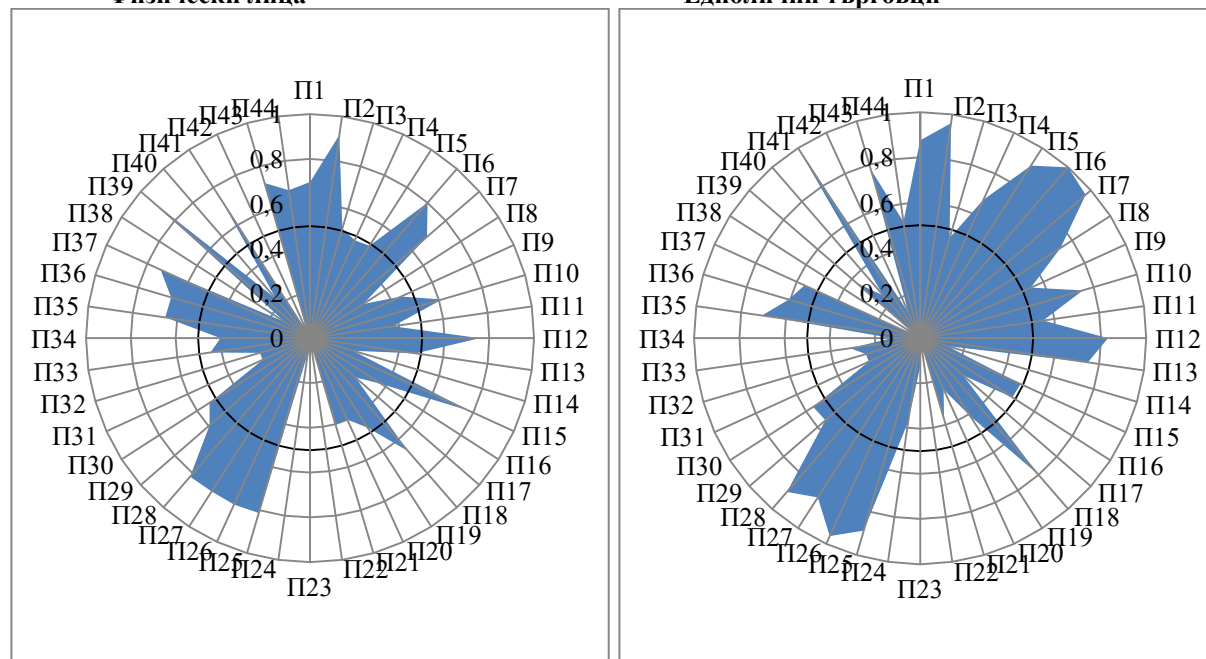 Физически лица
П1
П2
П3
П4
П5
П6
П7
П8
П9
П10
П11
П12
П13
П14
П15
П16
П17
П18
П19
П20
П21
П22
П23
П24
П25
П26
П27
П28
П29
П30
П31
П32
П33
П34
П35
П36
П37
П38
П39
П40
П41
П42
П43
П44
1
0,8
0,6
0,4
0,2
0
Еднолични търговци
П1
П2
П3
П4
П5
П6
П7
П8
П9
П10
П11
П12
П13
П14
П15
П16
П17
П18
П19
П20
П21
П22
П23
П24
П25
П26
П27
П28
П29
П30
П31
П32
П33
П34
П35
П36
П37
П38
П39
П40
П41
П42
П43
П44
1
0,8
0,6
0,4
0,2
0